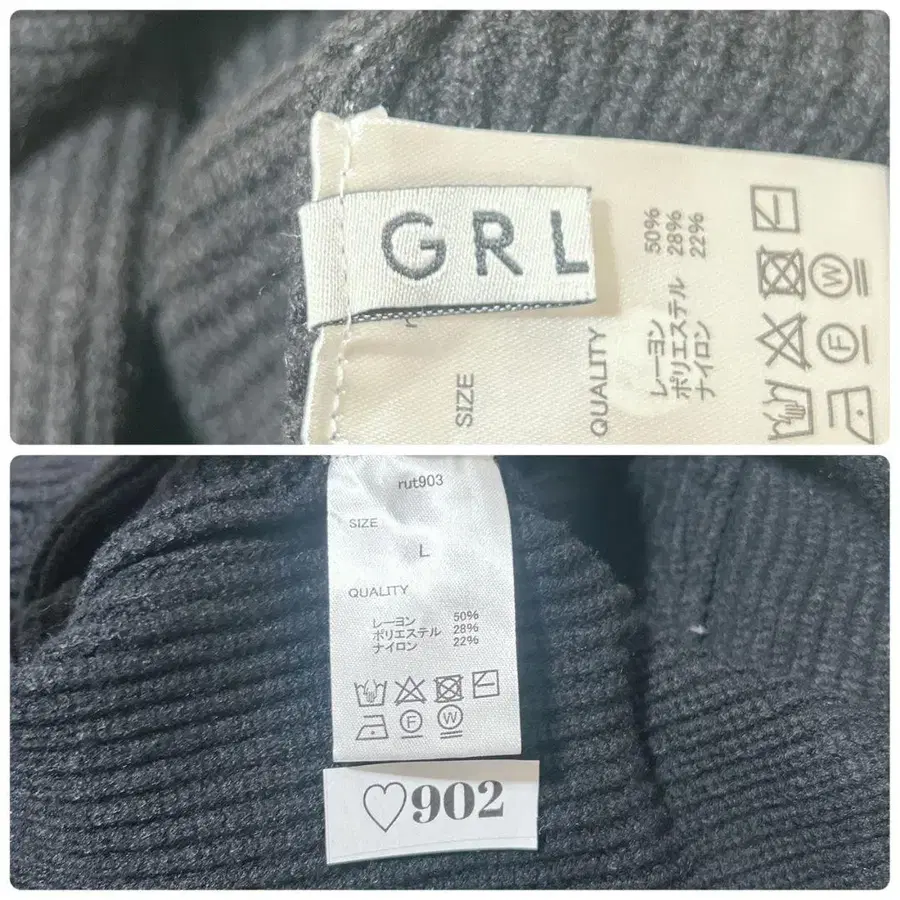 GRL
SIZE
QUALITY
レーヨン 50%
ポリエステル 28%
ナイロン 22%
W
F
rut903
SIZE
L
QUALITY
レーヨン 50%
ポリエステル 28%
ナイロン 22%
F
W
♡902